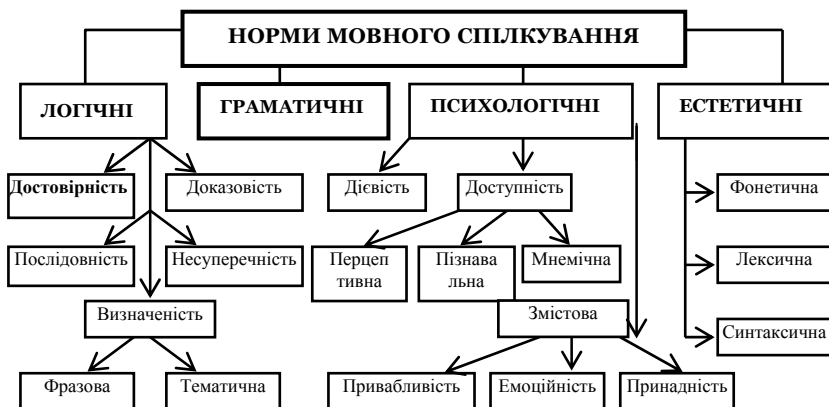 НОРМИ МОВНОГО СПІЛКУВАННЯ
ЛОГІЧНІ
ГРАМАТИЧНІ
ПСИХОЛОГІЧНІ
ЕСТЕТИЧНІ
Достовірність
Доказовість
Дієвість
Доступність
Фонетична
Послідовність
Несуперечність
Перцеп
тивна
Пізнава
льна
Мнемічна
Лексична
Визначеність
Змістова
Синтаксична
Фразова
Тематична
Привабливість
Емоційність
Принадність